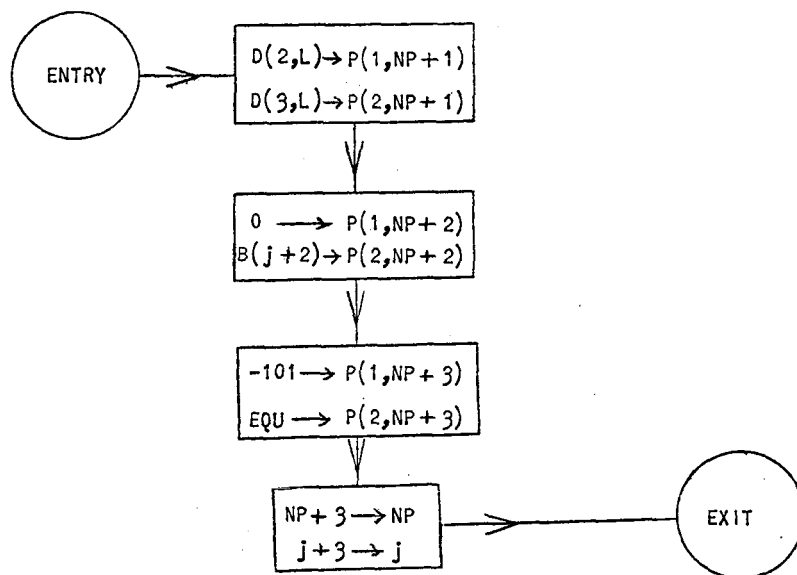 ENTRY
D(2,L)→P(1,NP+1)
D(3,L)→P(2,NP+1)
0 → P(1,NP+2)
B(j+2)→P(2,NP+2)
-101→P(1,NP+3)
EQU→P(2,NP+3)
NP+3→NP
j+3→j
EXIT